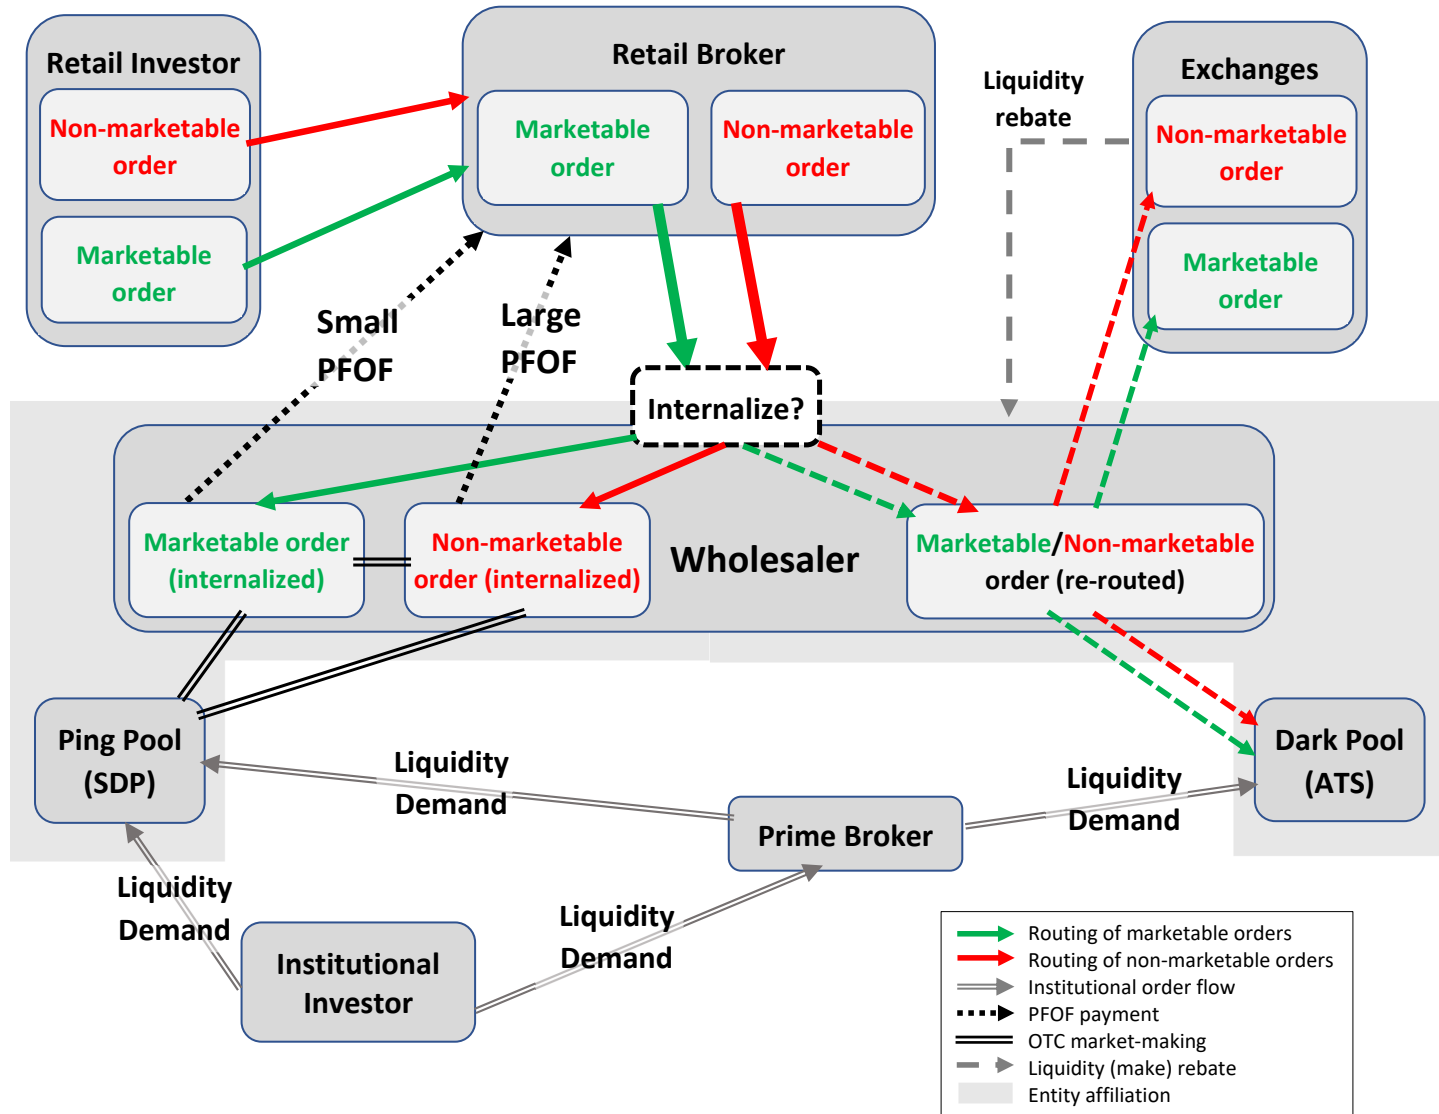 Retail Investor
Non-marketable
order
Marketable
order
Retail Broker
Marketable
order
Non-marketable
order
Liquidity
rebate
Exchanges
Non-marketable
order
Marketable
order
Small
PFOF
Large
PFOF
Internalize?
Marketable order
(internalized)
Non-marketable
order (internalized)
Wholesaler
Marketable/Non-marketable
order (re-routed)
Ping Pool
(SDP)
Liquidity
Demand
Prime Broker
Liquidity
Demand
Dark Pool
(ATS)
Liquidity
Demand
Institutional
Investor
Liquidity
Demand
Routing of marketable orders
Routing of non-marketable orders
Institutional order flow
PFOF payment
OTC market-making
Liquidity (make) rebate
Entity affiliation